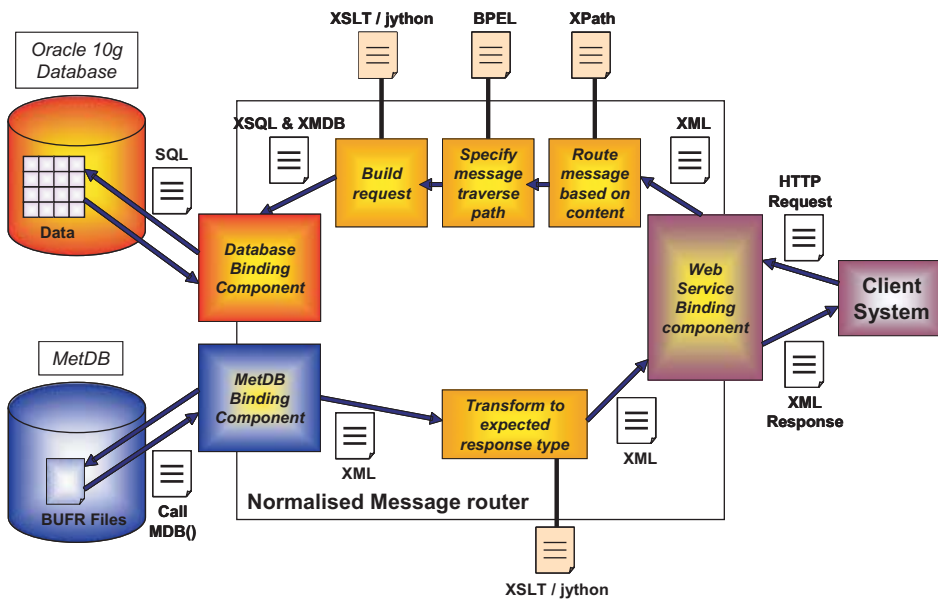 XSLT / jython
BPEL
XPath
Oracle 10g
Database
XSQL & XMDB
XML
SQL
Build
request
Specify
message
traverse
path
Route
message
based on
content
HTTP
Request
Data
Database
Binding
Component
Web
Service
Binding
component
Client
System
MetDB
MetDB
Binding
Component
Transform to
expected
response type
XML
Response
XML
XML
BUFR Files
Call
MDB()
Normalised Message router
XSLT / jython